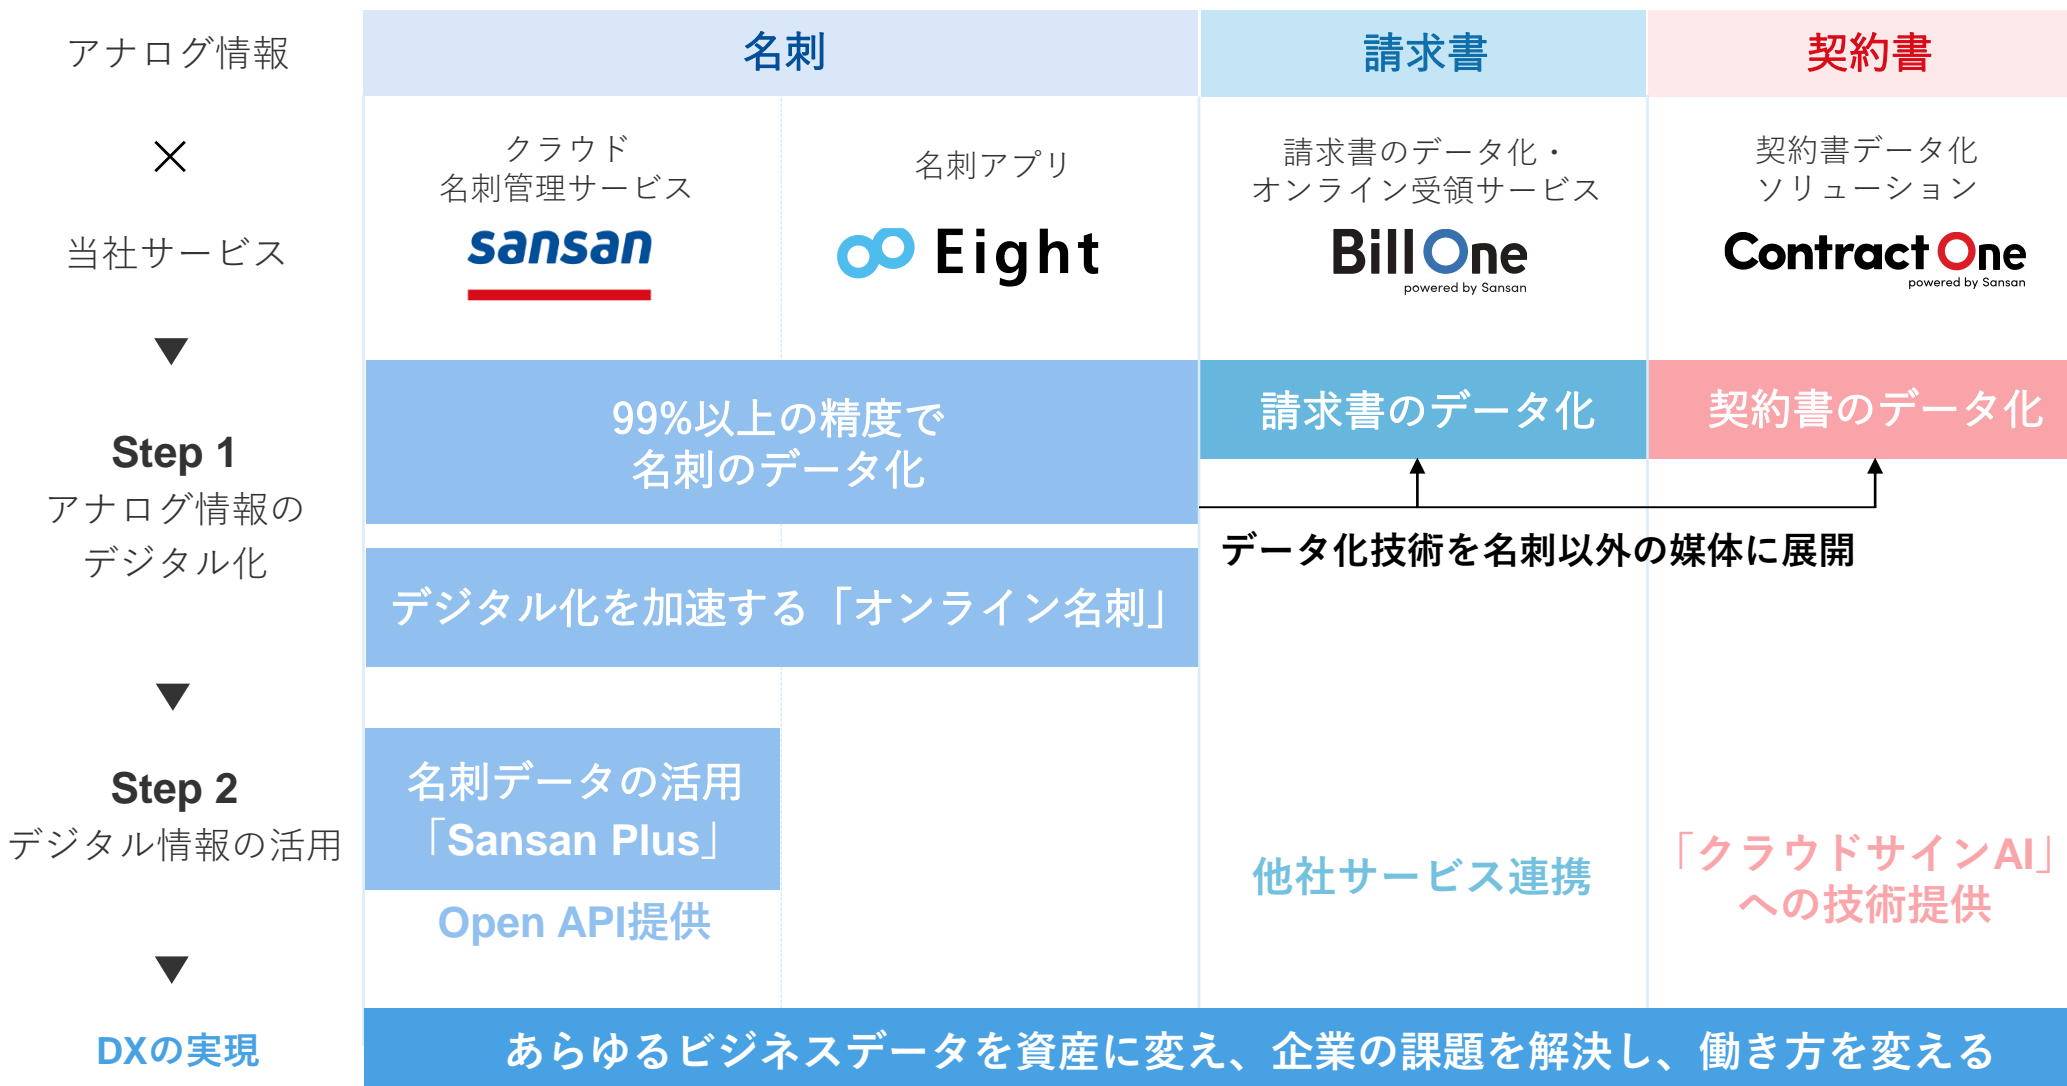 アナログ情報
名刺
請求書
契約書
×
当社サービス
クラウド
名刺管理サービス
sansan
名刺アプリ
Eight
請求書のデータ化・
オンライン受領サービス
Bill One
powered by Sansan
契約書データ化
ソリューション
Contract One
powered by Sansan
▼
Step 1
アナログ情報の
デジタル化
99%以上の精度で
名刺のデータ化
請求書のデータ化
契約書のデータ化
データ化技術を名刺以外の媒体に展開
デジタル化を加速する「オンライン名刺」
▼
Step 2
デジタル情報の活用
名刺データの活用
「Sansan Plus」
Open API提供
他社サービス連携
「クラウドサインAI」
への技術提供
▼
DXの実現
あらゆるビジネスデータを資産に変え、企業の課題を解決し、働き方を変える